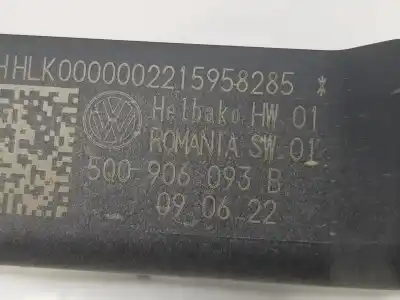 HHLK0000002215958285 *
Helbako HW 01
ROMANIA SW 01
5Q0 906 093 B
09 06 22